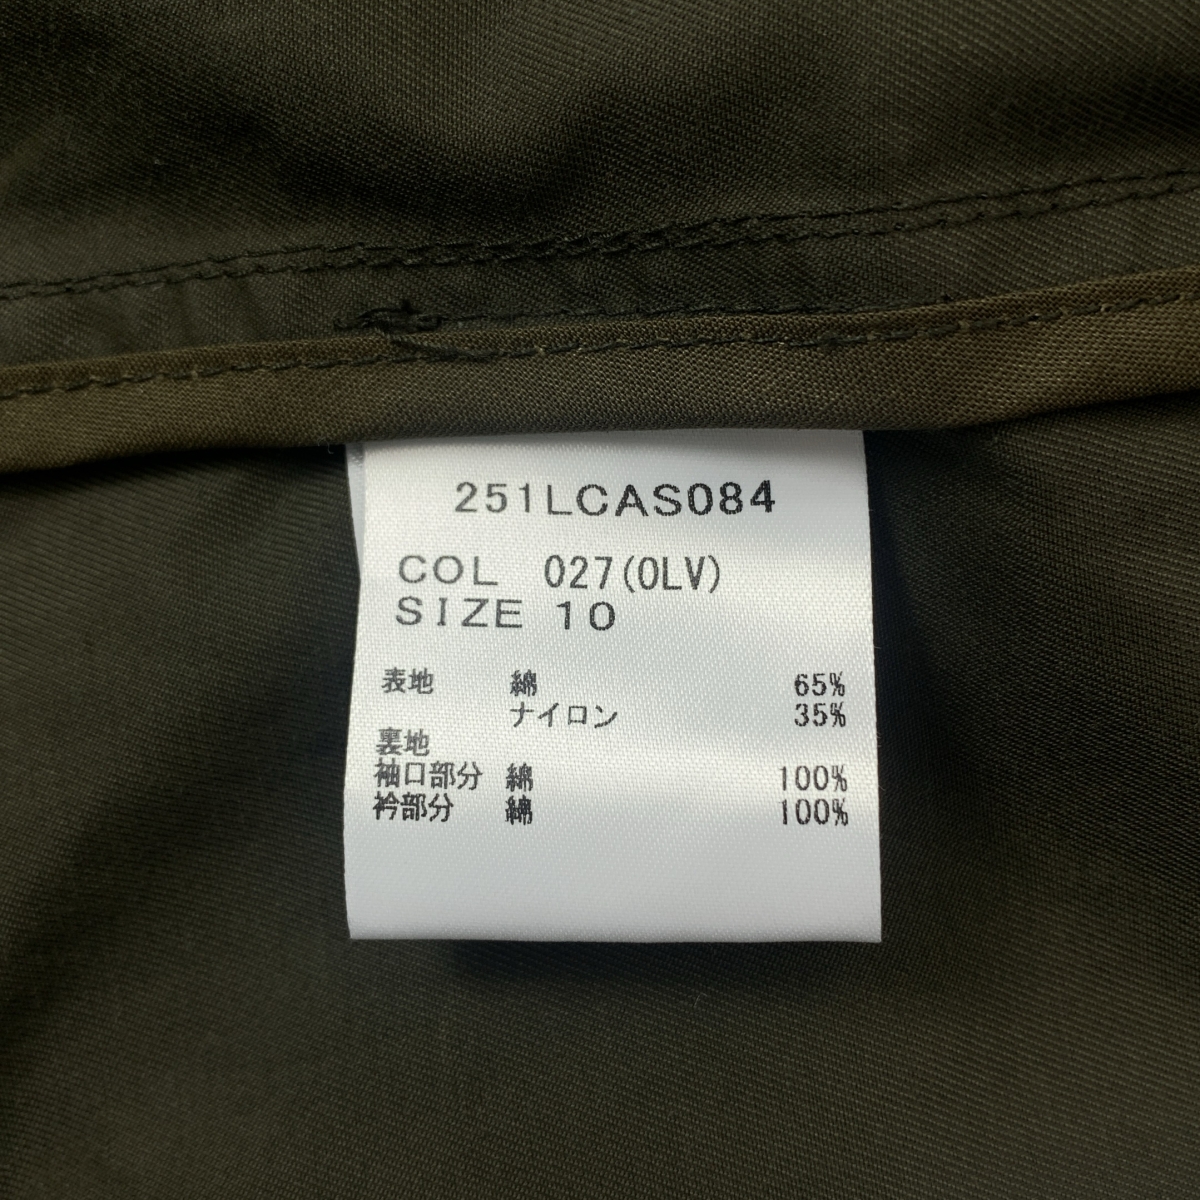 251LCAS084
COL 027(OLV)
SIZE 10
表地 綿 65%
ナイロン 35%
裏地
袖口部分 綿 100%
衿部分 綿 100%